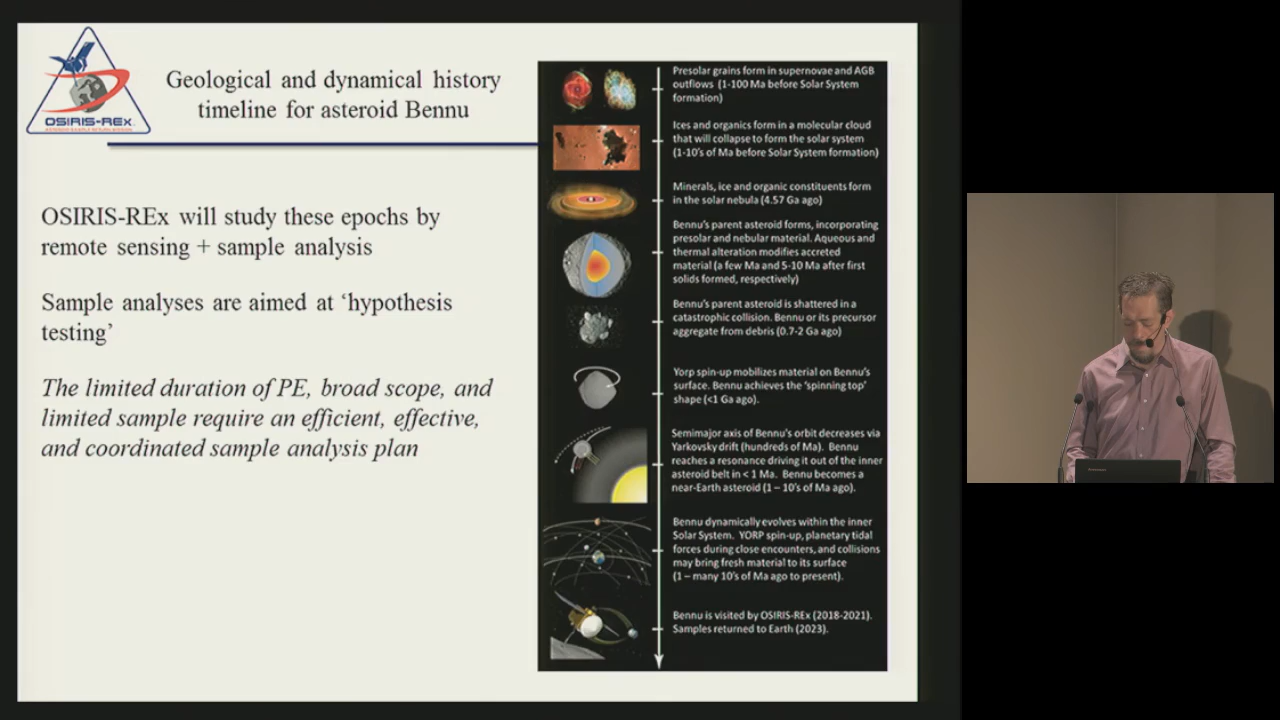 OSIRIS-REx
ASTEROID SAMPLE RETURN MISSION
Geological and dynamical history
timeline for asteroid Bennu
OSIRIS-REx will study these epochs by
remote sensing + sample analysis
Sample analyses are aimed at ‘hypothesis
testing’
The limited duration of PE, broad scope, and
limited sample require an efficient, effective,
and coordinated sample analysis plan
Presolar grains form in supernovae and AGB
outflows (1-100 Ma before Solar System
formation)
Ices and organics form in a molecular cloud
that will collapse to form the solar system
(1-10's of Ma before Solar System formation)
Minerals, ice and organic constituents form
in the solar nebula (4.57 Ga ago)
Bennu's parent asteroid forms, incorporating
presolar and nebular material. Aqueous and
thermal alteration modifies accreted
material (a few Ma and 5-10 Ma after first
solids formed, respectively)
Bennu's parent asteroid is shattered in a
catastrophic collision. Bennu or its precursor
aggregate from debris (0.7-2 Ga ago)
Yorp spin-up mobilizes material on Bennu's
surface. Bennu achieves the 'spinning top'
shape (<1 Ga ago).
Semimajor axis of Bennu's orbit decreases via
Yarkovsky drift (hundreds of Ma). Bennu
reaches a resonance driving it out of the inner
asteroid belt in < 1 Ma. Bennu becomes a
near-Earth asteroid (1 – 10's of Ma ago).
Bennu dynamically evolves within the inner
Solar System. YORP spin-up, planetary tidal
forces during close encounters, and collisions
may bring fresh material to its surface
(1 – many 10's of Ma ago to present).
Bennu is visited by OSIRIS-REx (2018-2021).
Samples returned to Earth (2023).